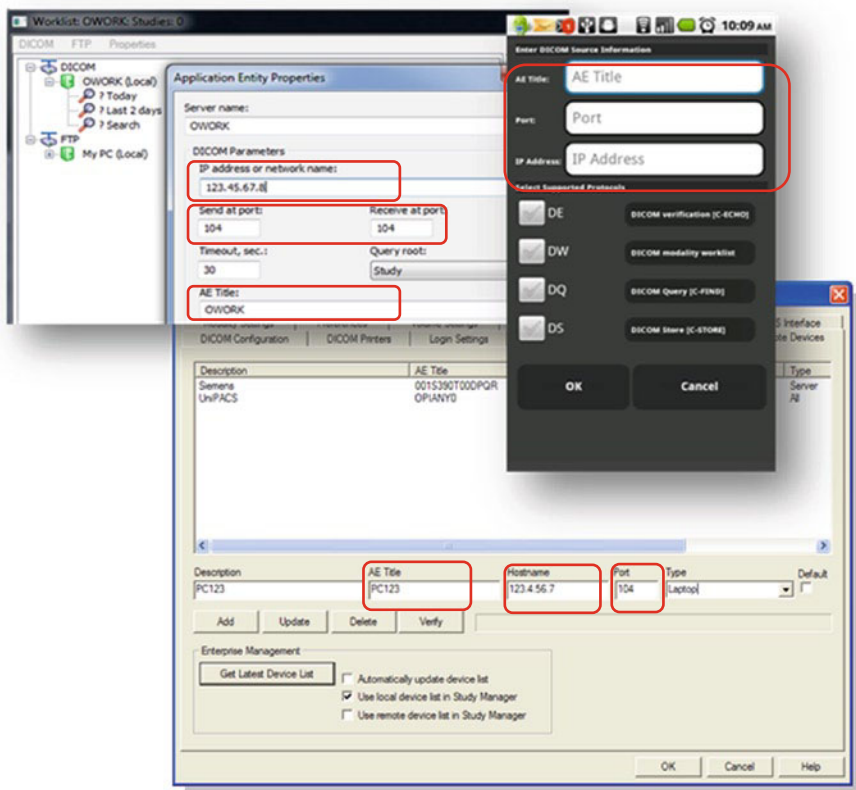 Worklist: OWORK: Studies: 0
DICOM FTP Properties
DICOM
OWORK (Local)
? Today
? Last 2 days
? Search
FTP
My PC (Local)
Application Entity Properties
Server name:
OWORK
DICOM Parameters
IP address or network name:
123.45.67.8
Send at port: Receive at port:
104 104
Timeout, sec.: Query root:
30 Study
AE Title:
OWORK
10:09 AM
Enter DICOM Source Information
AE Title: AE Title
Port: Port
IP Address: IP Address
Select Supported Protocols
DE DICOM verification [C-ECHO]
DW DICOM modality worklist
DQ DICOM Query [C-FIND]
DS DICOM Store [C-STORE]
OK Cancel
S Interface
DICOM Configuration DICOM Printers Login Settings ote Devices
Description AE Title Type
Siemens 001S390T00DPQR Server
UniPACS OPIANY0 All
Description AE Title Hostname Port Type Default
PC123 PC123 123.4.56.7 104 Laptop
Add Update Delete Verify
Enterprise Management
Get Latest Device List
Automatically update device list
Use local device list in Study Manager
Use remote device list in Study Manager
OK Cancel Help